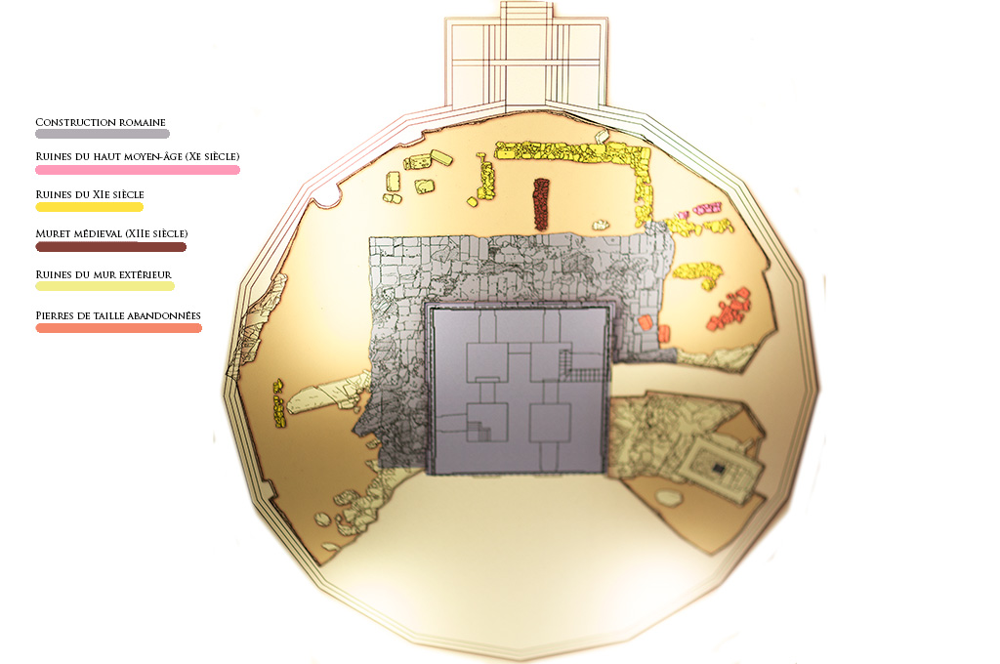 Construction romaine
Ruines du haut moyen-âge (Xe siècle)
Ruines du XIe siècle
Muret médieval (XIIe siècle)
Ruines du mur extérieur
Pierres de taille abandonnées